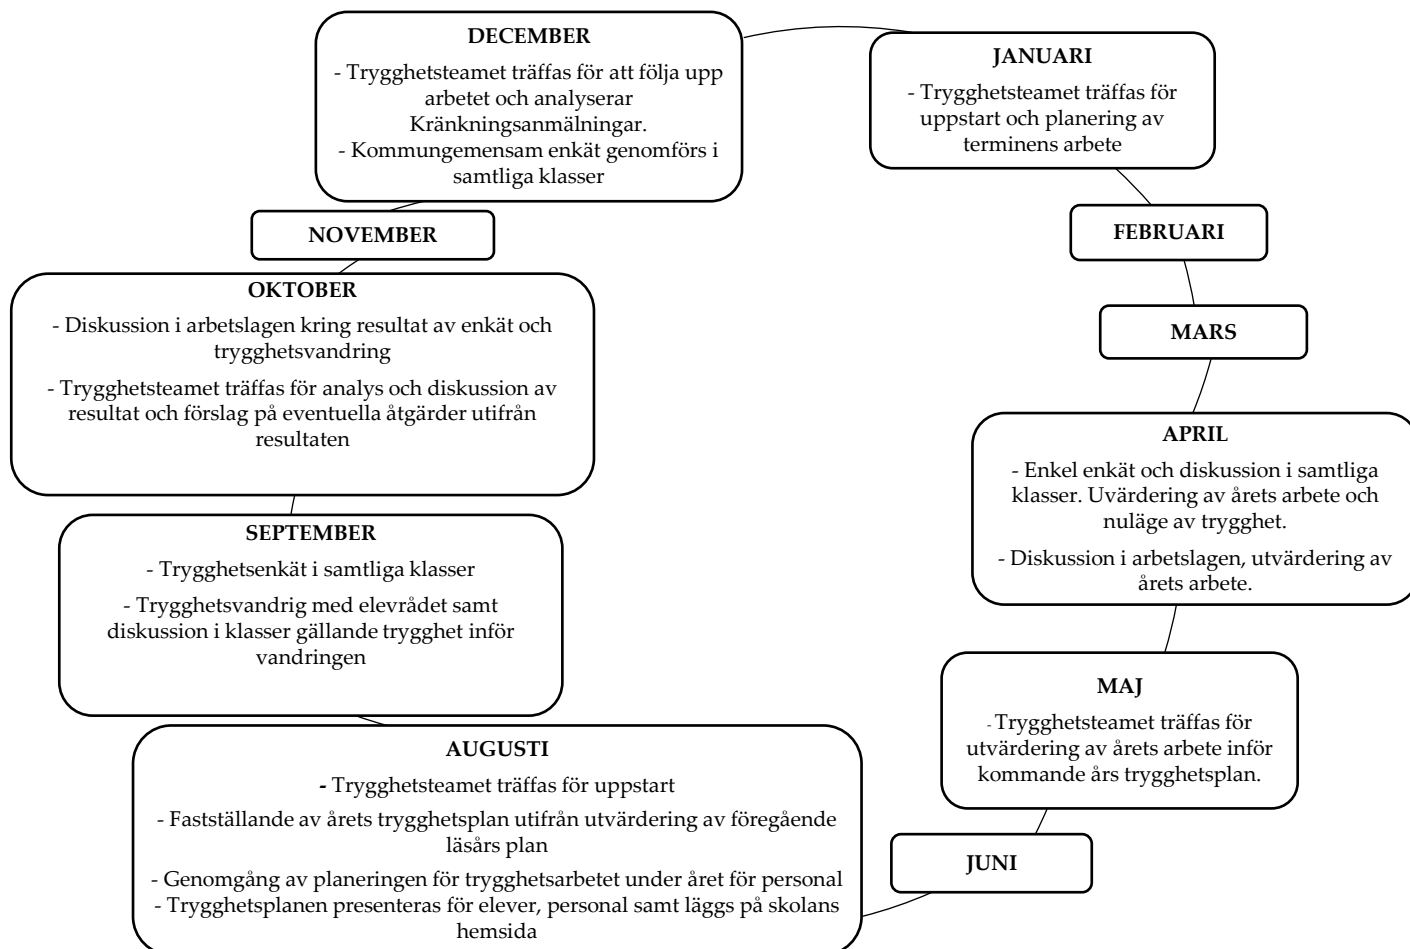 DECEMBER
- Trygghetsteamet träffas för att följa upp
arbetet och analyserar
Kränkningsanmälningar.
- Kommungemensam enkät genomförs i
samtliga klasser
JANUARI
- Trygghetsteamet träffas för
uppstart och planering av
terminens arbete
FEBRUARI
MARS
APRIL
- Enkel enkät och diskussion i samtliga
klasser. Uvärdering av årets arbete och
nuläge av trygghet.
- Diskussion i arbetslagen, utvärdering av
årets arbete.
MAJ
- Trygghetsteamet träffas för
utvärdering av årets arbete inför
kommande års trygghetsplan.
JUNI
AUGUSTI
- Trygghetsteamet träffas för uppstart
- Fastställande av årets trygghetsplan utifrån utvärdering av föregående
läsårs plan
- Genomgång av planeringen för trygghetsarbetet under året för personal
- Trygghetsplanen presenteras för elever, personal samt läggs på skolans
hemsida
SEPTEMBER
- Trygghetsenkät i samtliga klasser
- Trygghetsvandrig med elevrådet samt
diskussion i klasser gällande trygghet inför
vandringen
OKTOBER
- Diskussion i arbetslagen kring resultat av enkät och
trygghetsvandring
- Trygghetsteamet träffas för analys och diskussion av
resultat och förslag på eventuella åtgärder utifrån
resultaten
NOVEMBER